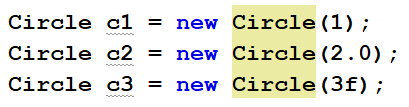 Circle c1 = new Circle(1);
Circle c2 = new Circle(2.0);
Circle c3 = new Circle(3f);